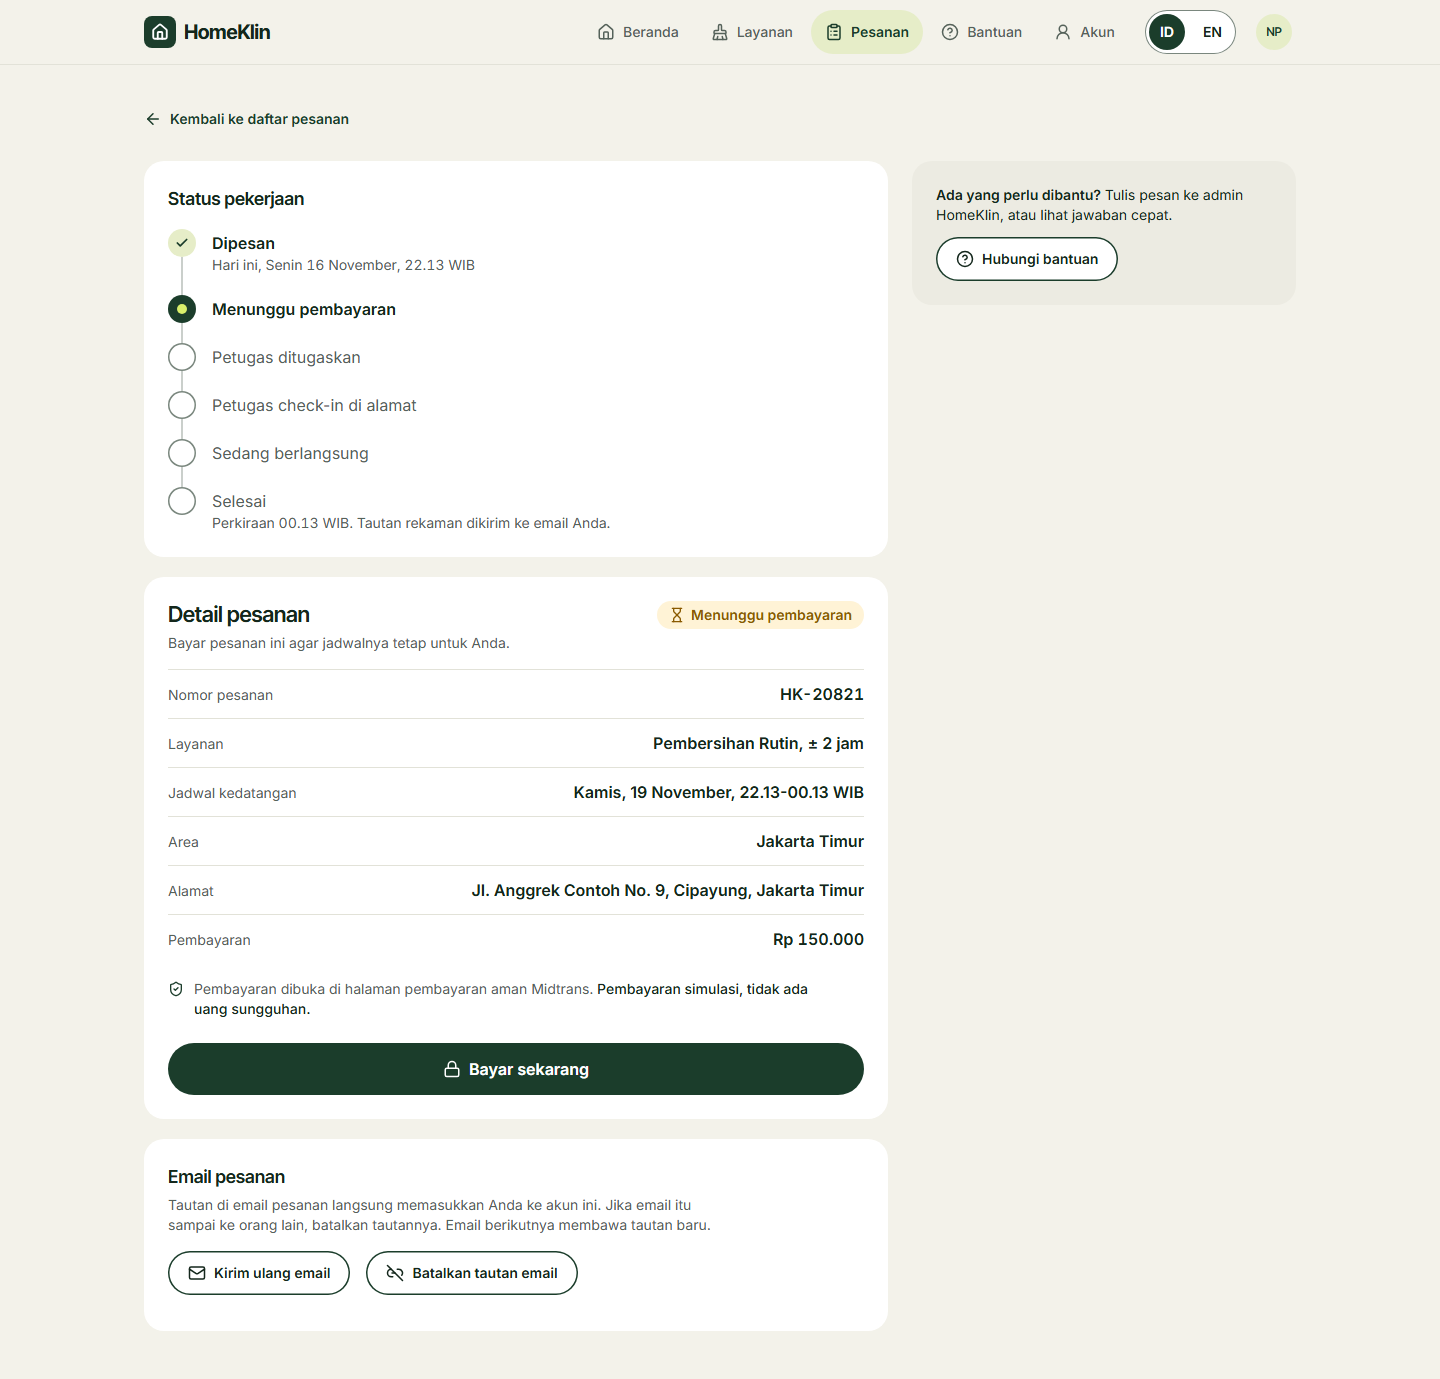 HomeKlin
Beranda
Layanan
Pesanan
Bantuan
Akun
ID
EN
NP
Kembali ke daftar pesanan
Status pekerjaan
Dipesan
Hari ini, Senin 16 November, 22.13 WIB
Menunggu pembayaran
Petugas ditugaskan
Petugas check-in di alamat
Sedang berlangsung
Selesai
Perkiraan 00.13 WIB. Tautan rekaman dikirim ke email Anda.
Ada yang perlu dibantu? Tulis pesan ke admin
HomeKlin, atau lihat jawaban cepat.
Hubungi bantuan
Detail pesanan
Menunggu pembayaran
Bayar pesanan ini agar jadwalnya tetap untuk Anda.
Nomor pesanan HK-20821
Layanan Pembersihan Rutin, ± 2 jam
Jadwal kedatangan Kamis, 19 November, 22.13-00.13 WIB
Area Jakarta Timur
Alamat Jl. Anggrek Contoh No. 9, Cipayung, Jakarta Timur
Pembayaran Rp 150.000
Pembayaran dibuka di halaman pembayaran aman Midtrans. Pembayaran simulasi, tidak ada
uang sungguhan.
Bayar sekarang
Email pesanan
Tautan di email pesanan langsung memasukkan Anda ke akun ini. Jika email itu
sampai ke orang lain, batalkan tautannya. Email berikutnya membawa tautan baru.
Kirim ulang email
Batalkan tautan email